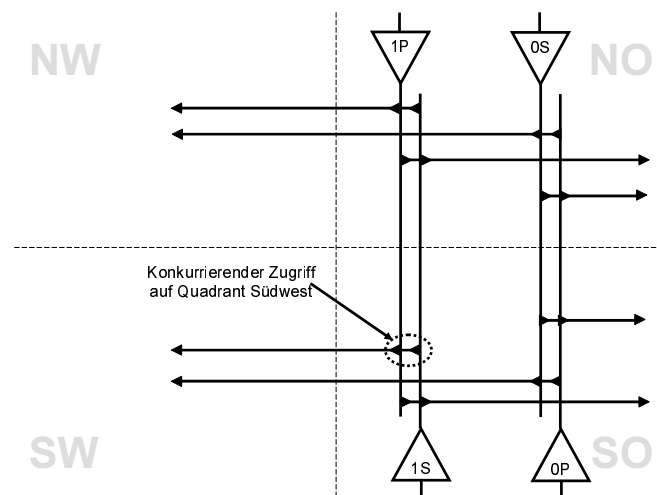 1P
0S
NW
NO
Konkurrierender Zugriff
auf Quadrant Südwest
SW
SO
1S
0P